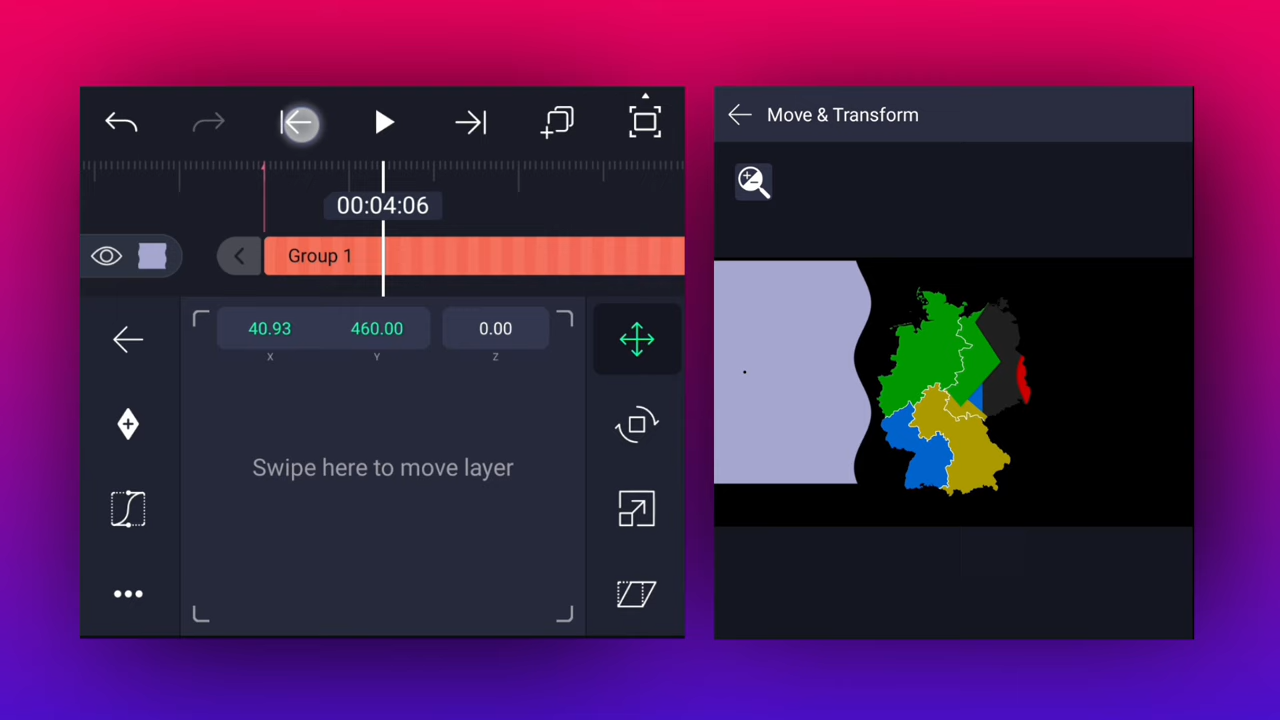 00:04:06
Group 1
40.93 460.00 0.00
X Y Z
Swipe here to move layer
Move & Transform